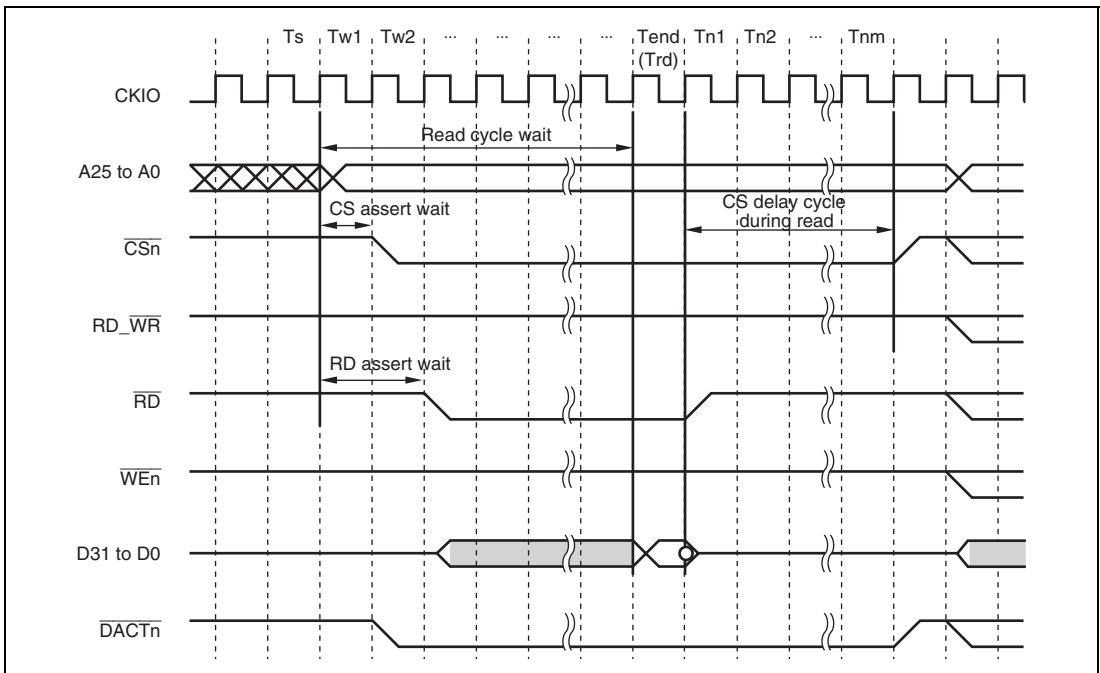 Ts Tw1 Tw2 ... ... ... ... Tend Tn1 Tn2 ... Tnm
(Trd)
CKIO
Read cycle wait
A25 to A0
CS assert wait
CS delay cycle
during read
CSn
RD_WR
RD assert wait
RD
WEn
D31 to D0
DACTn